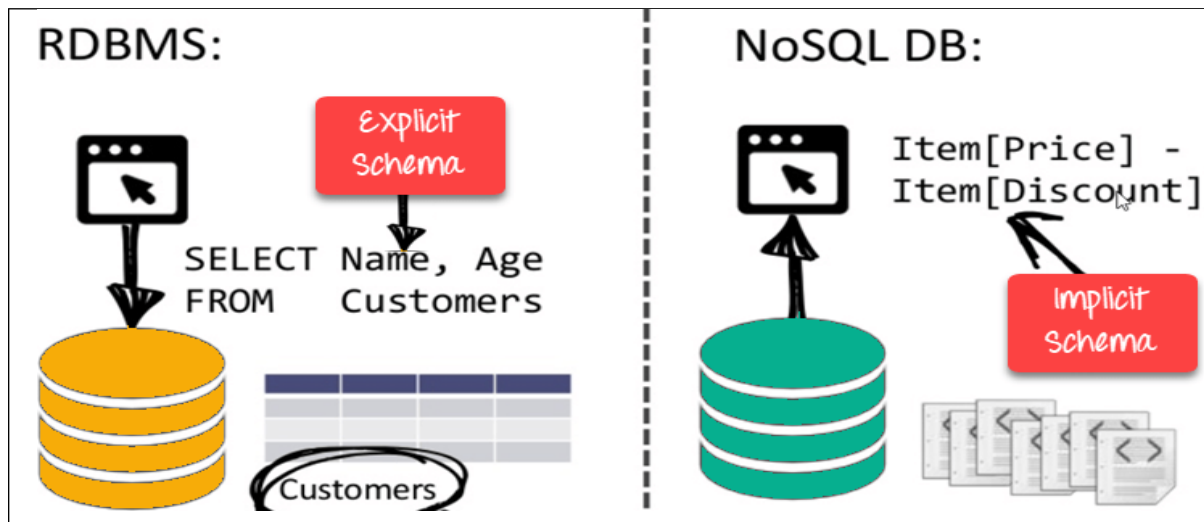 RDBMS:
Explicit
Schema
SELECT Name, Age
FROM Customers
Customers
NoSQL DB:
Item[Price] -
Item[Discount]
Implicit
Schema